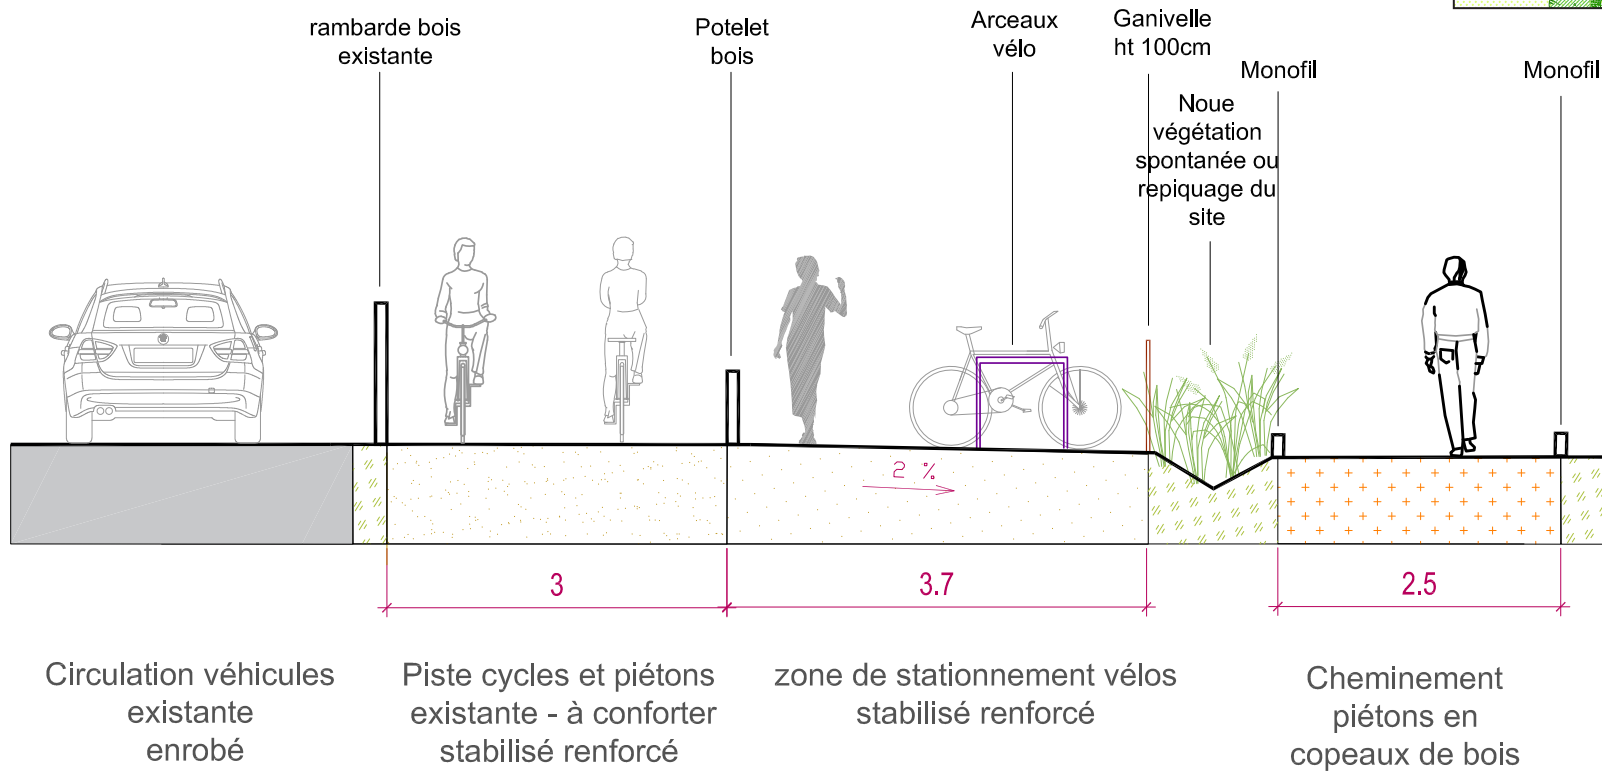 rambarde bois
existante
Potelet
bois
Arceaux
vélo
Ganivelle
ht 100cm
Monofil
Monofil
Noue
végétation
spontanée ou
repiquage du
site
2 %
3
3.7
2.5
Circulation véhicules
existante
enrobé
Piste cycles et piétons
existante - à conforter
stabilisé renforcé
zone de stationnement vélos
stabilisé renforcé
Cheminement
piétons en
copeaux de bois